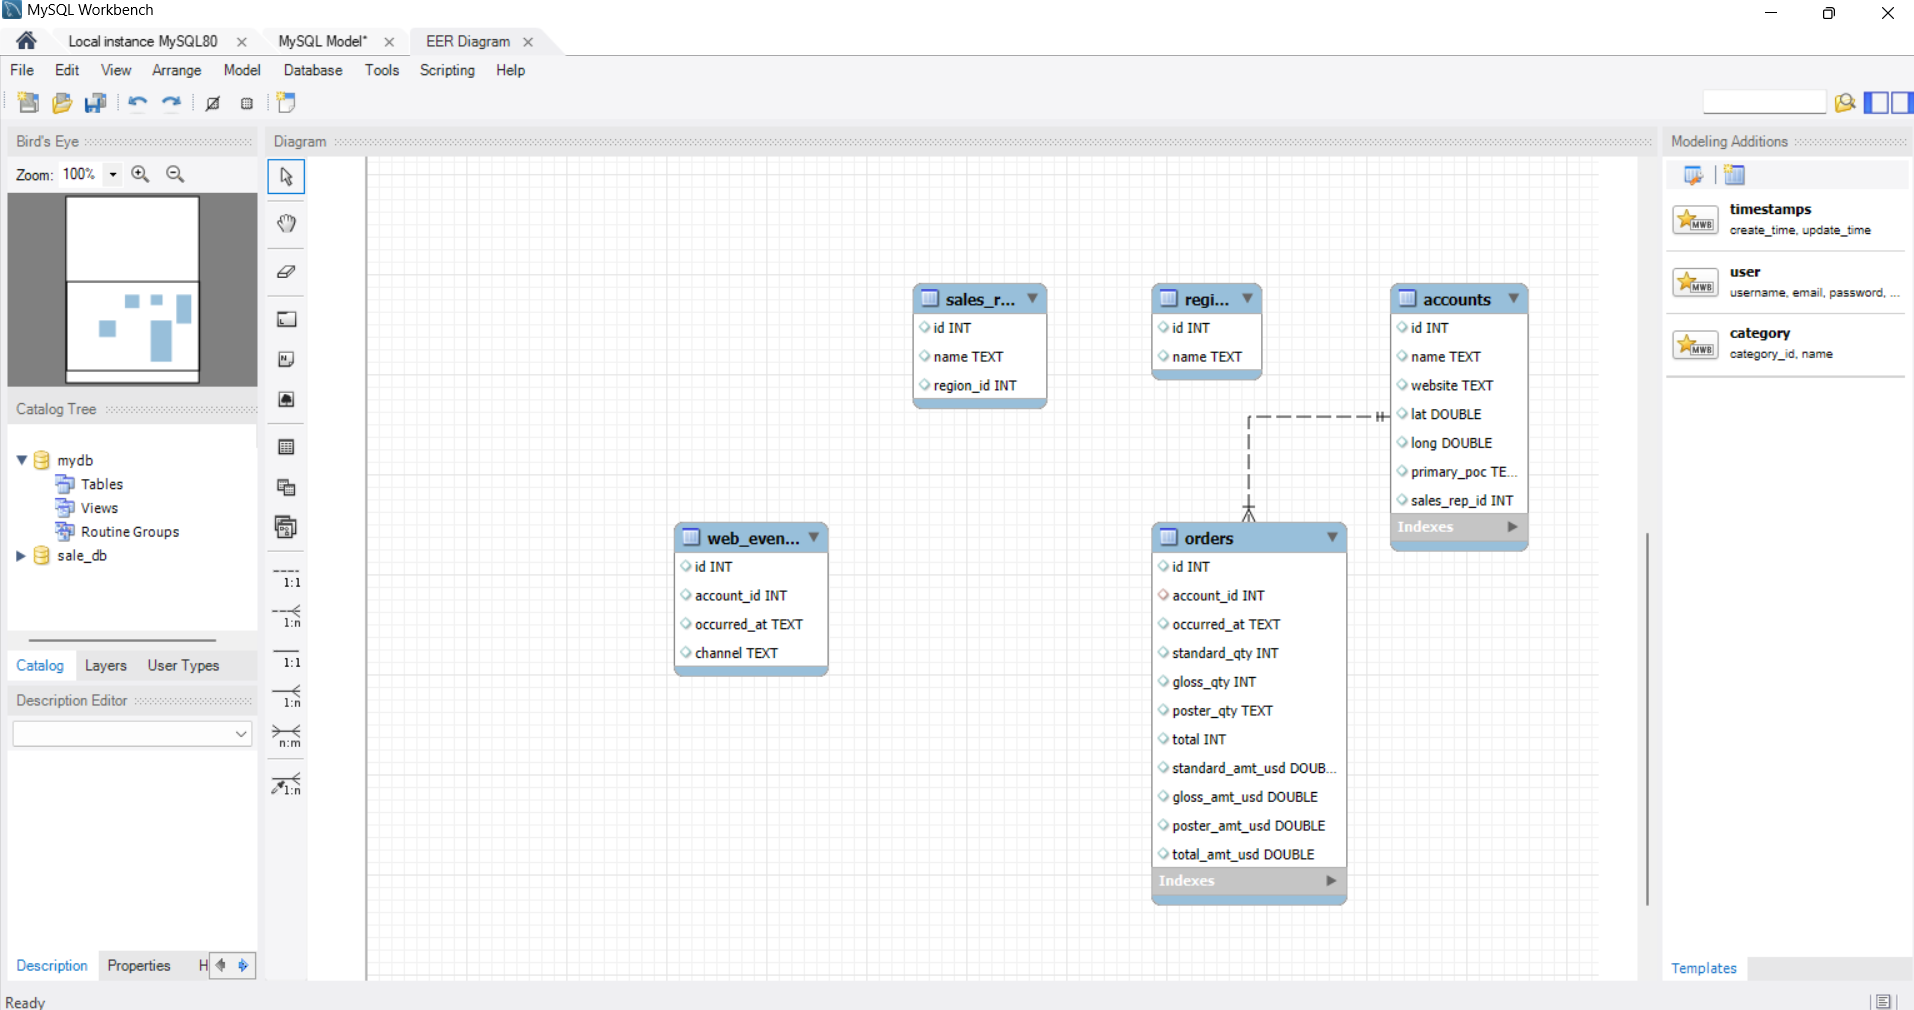 MySQL Workbench
Local instance MySQL80
MySQL Model*
EER Diagram
File Edit View Arrange Model Database Tools Scripting Help
Bird's Eye
Zoom: 100%
Catalog Tree
mydb
Tables
Views
Routine Groups
sale_db
Catalog Layers User Types
Description Editor
Description Properties H
Ready
Diagram
1:1
1:n
1:1
1:n
n:m
1:n
sales_r...
id INT
name TEXT
region_id INT
regi...
id INT
name TEXT
accounts
id INT
name TEXT
website TEXT
lat DOUBLE
long DOUBLE
primary_poc TE...
sales_rep_id INT
Indexes
web_even...
id INT
account_id INT
occurred_at TEXT
channel TEXT
orders
id INT
account_id INT
occurred_at TEXT
standard_qty INT
gloss_qty INT
poster_qty TEXT
total INT
standard_amt_usd DOUB...
gloss_amt_usd DOUBLE
poster_amt_usd DOUBLE
total_amt_usd DOUBLE
Indexes
Modeling Additions
MWB
timestamps
create_time, update_time
MWB
user
username, email, password, ...
MWB
category
category_id, name
Templates